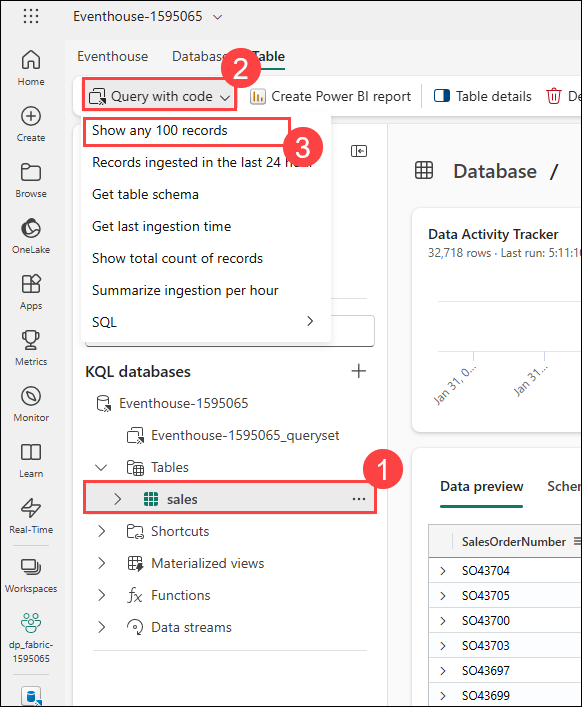 Eventhouse-1595065
Home
Create
Browse
OneLake
Apps
Metrics
Monitor
Learn
Real-Time
Workspaces
dp_fabric-
1595065
Eventhouse
Database
Table
2
Query with code
Create Power BI report
Table details
Show any 100 records
3
Records ingested in the last 24
Get table schema
Get last ingestion time
Show total count of records
Summarize ingestion per hour
SQL
KQL databases
Eventhouse-1595065
Eventhouse-1595065_queryset
Tables
1
sales
Shortcuts
Materialized views
Functions
Data streams
Database /
Data Activity Tracker
32,718 rows · Last run: 5:11:10
Jan 31, 0...
Jan 31...
Data preview
SalesOrderNumber
SO43704
SO43705
SO43700
SO43703
SO43697
SO43699